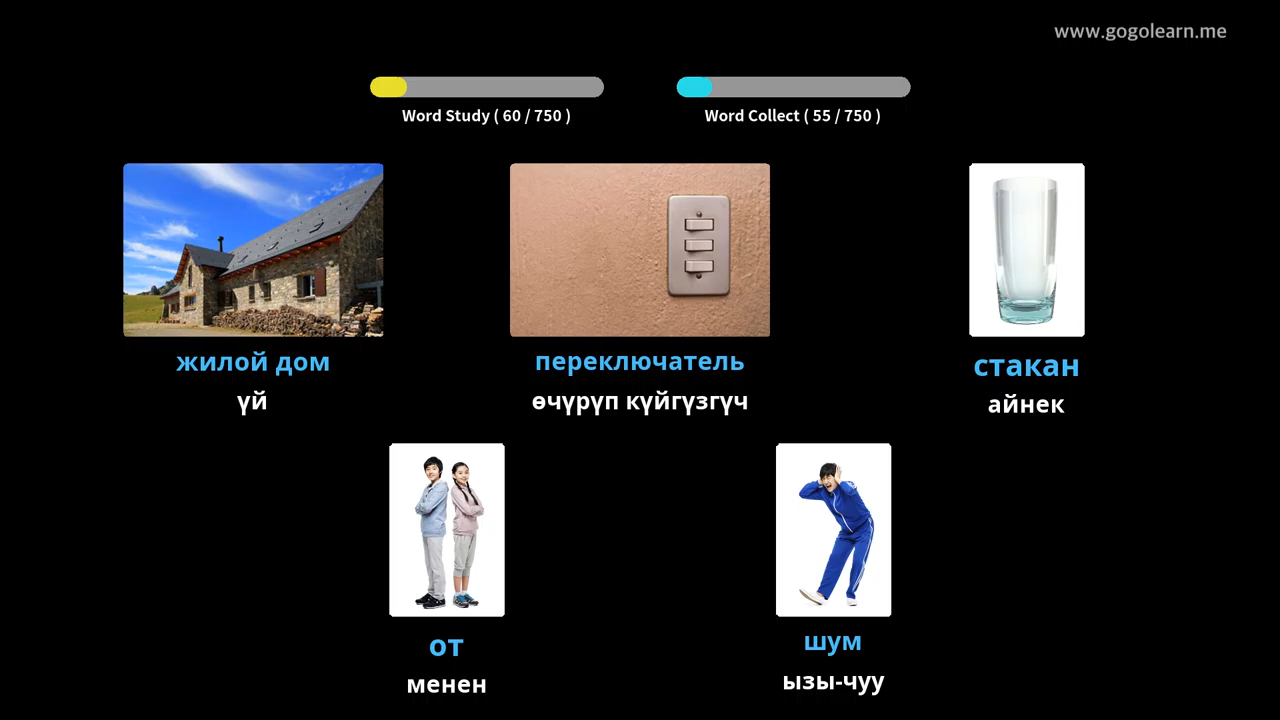 www.gogolearn.me
Word Study ( 60 / 750 )
Word Collect ( 55 / 750 )
жилой дом
үй
переключатель
өчүрүп күйгүзгүч
стакан
айнек
от
менен
шум
ызы-чуу